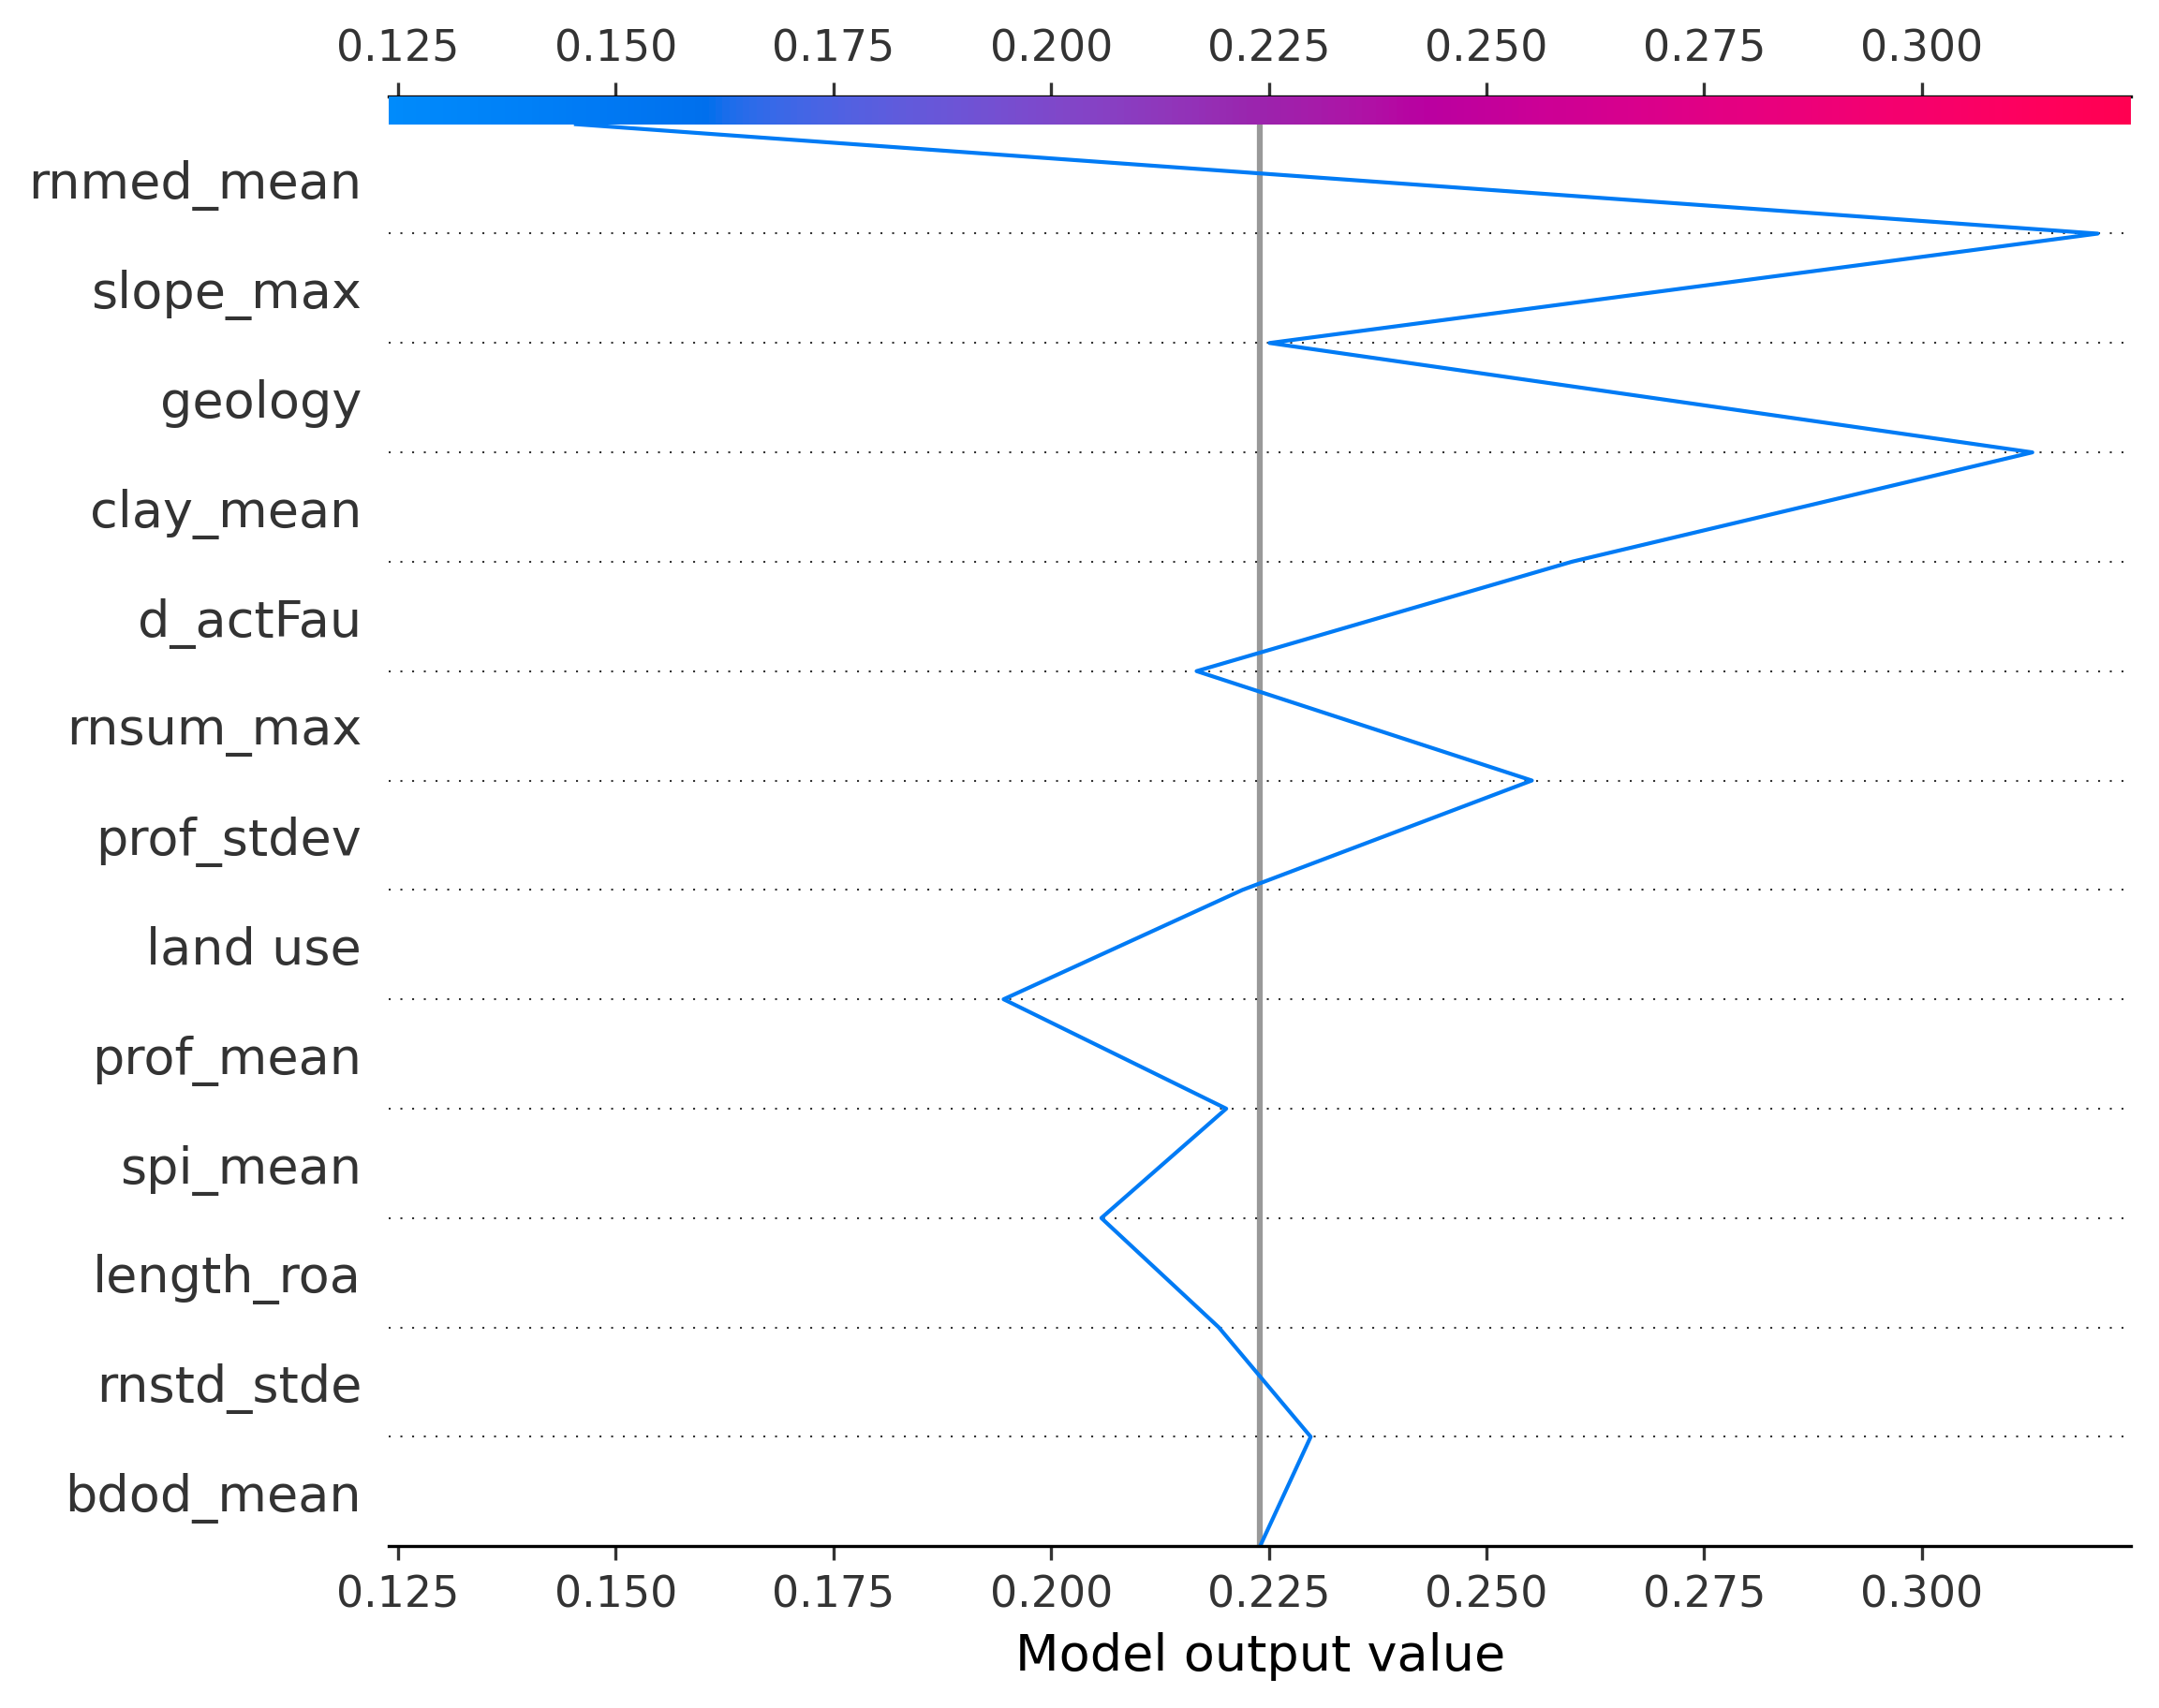 0.125 0.150 0.175 0.200 0.225 0.250 0.275 0.300
rnmed_mean
slope_max
geology
clay_mean
d_actFau
rnsum_max
prof_stdev
land use
prof_mean
spi_mean
length_roa
rnstd_stde
bdod_mean
0.125 0.150 0.175 0.200 0.225 0.250 0.275 0.300
Model output value